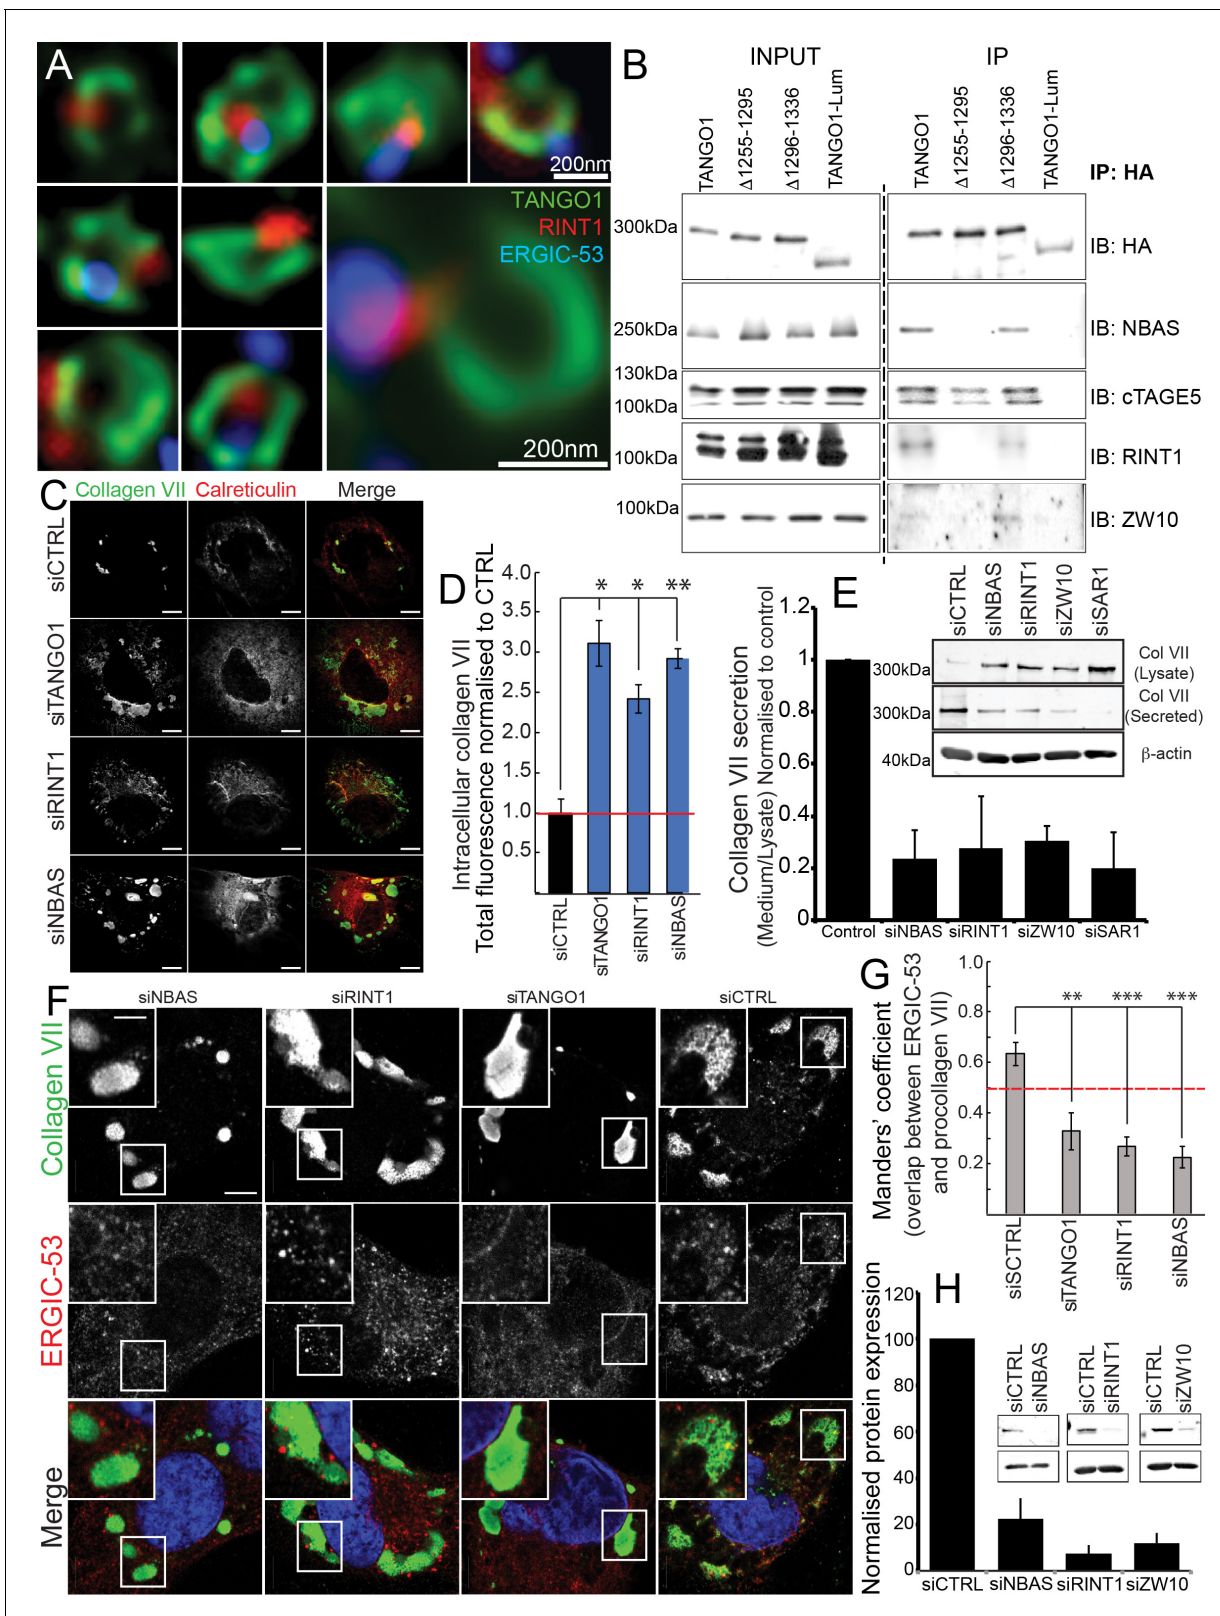 A
200nm
TANGO1
RINT1
ERGIC-53
200nm
B
INPUT
IP
TANGO1
Δ1255-1295
Δ1296-1336
TANGO1-Lum
TANGO1
Δ1255-1295
Δ1296-1336
TANGO1-Lum
IP: HA
300kDa
IB: HA
250kDa
IB: NBAS
130kDa
100kDa
IB: cTAGE5
100kDa
IB: RINT1
100kDa
IB: ZW10
C
Collagen VII
Calreticulin
Merge
siCTRL
siTANGO1
siRINT1
siNBAS
D
Intracellular collagen VII
Total fluorescence normalised to CTRL
4.0
3.5
3.0
2.5
2.0
1.5
1.0
0.5
*
*
**
siCTRL
siTANGO1
siRINT1
siNBAS
E
Collagen VII secretion
(Medium/Lysate) Normalised to control
1.2
1
0.8
0.6
0.4
0.2
0
Control
siNBAS
siRINT1
siZW10
siSAR1
siCTRL
siNBAS
siRINT1
siZW10
siSAR1
300kDa
Col VII
(Lysate)
300kDa
Col VII
(Secreted)
40kDa
β-actin
F
siNBAS
siRINT1
siTANGO1
siCTRL
Collagen VII
ERGIC-53
Merge
G
Manders’ coefficient
(overlap between ERGIC-53
and procollagen VII)
1.0
0.8
0.6
0.4
0.2
**
***
***
siSCTRL
siTANGO1
siRINT1
siNBAS
H
Normalised protein expression
120
100
80
60
40
20
0
siCTRL
siNBAS
siRINT1
siZW10
siCTRL
siNBAS
siCTRL
siRINT1
siCTRL
siZW10